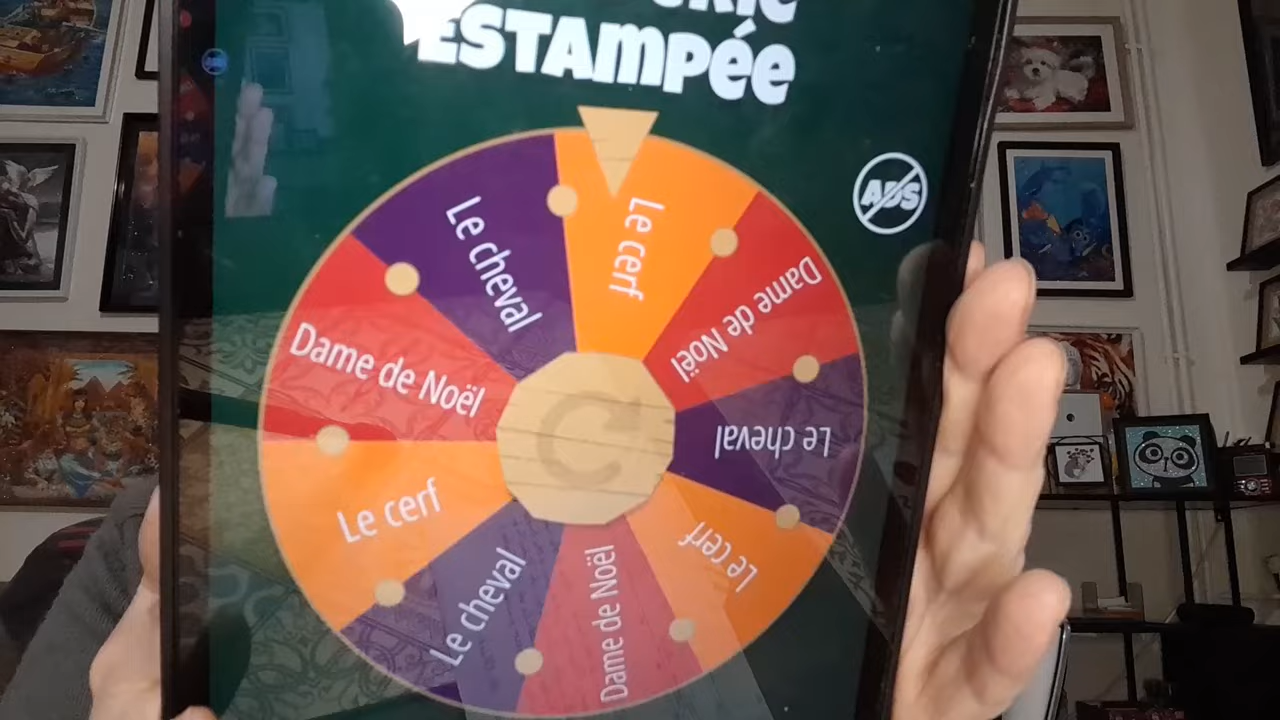 ESTAMPÉE
ADS
Le cheval
Le cerf
Dame de Noël
Dame de Noël
Le cheval
Le cerf
Le cerf
Le cheval
Dame de Noël
C